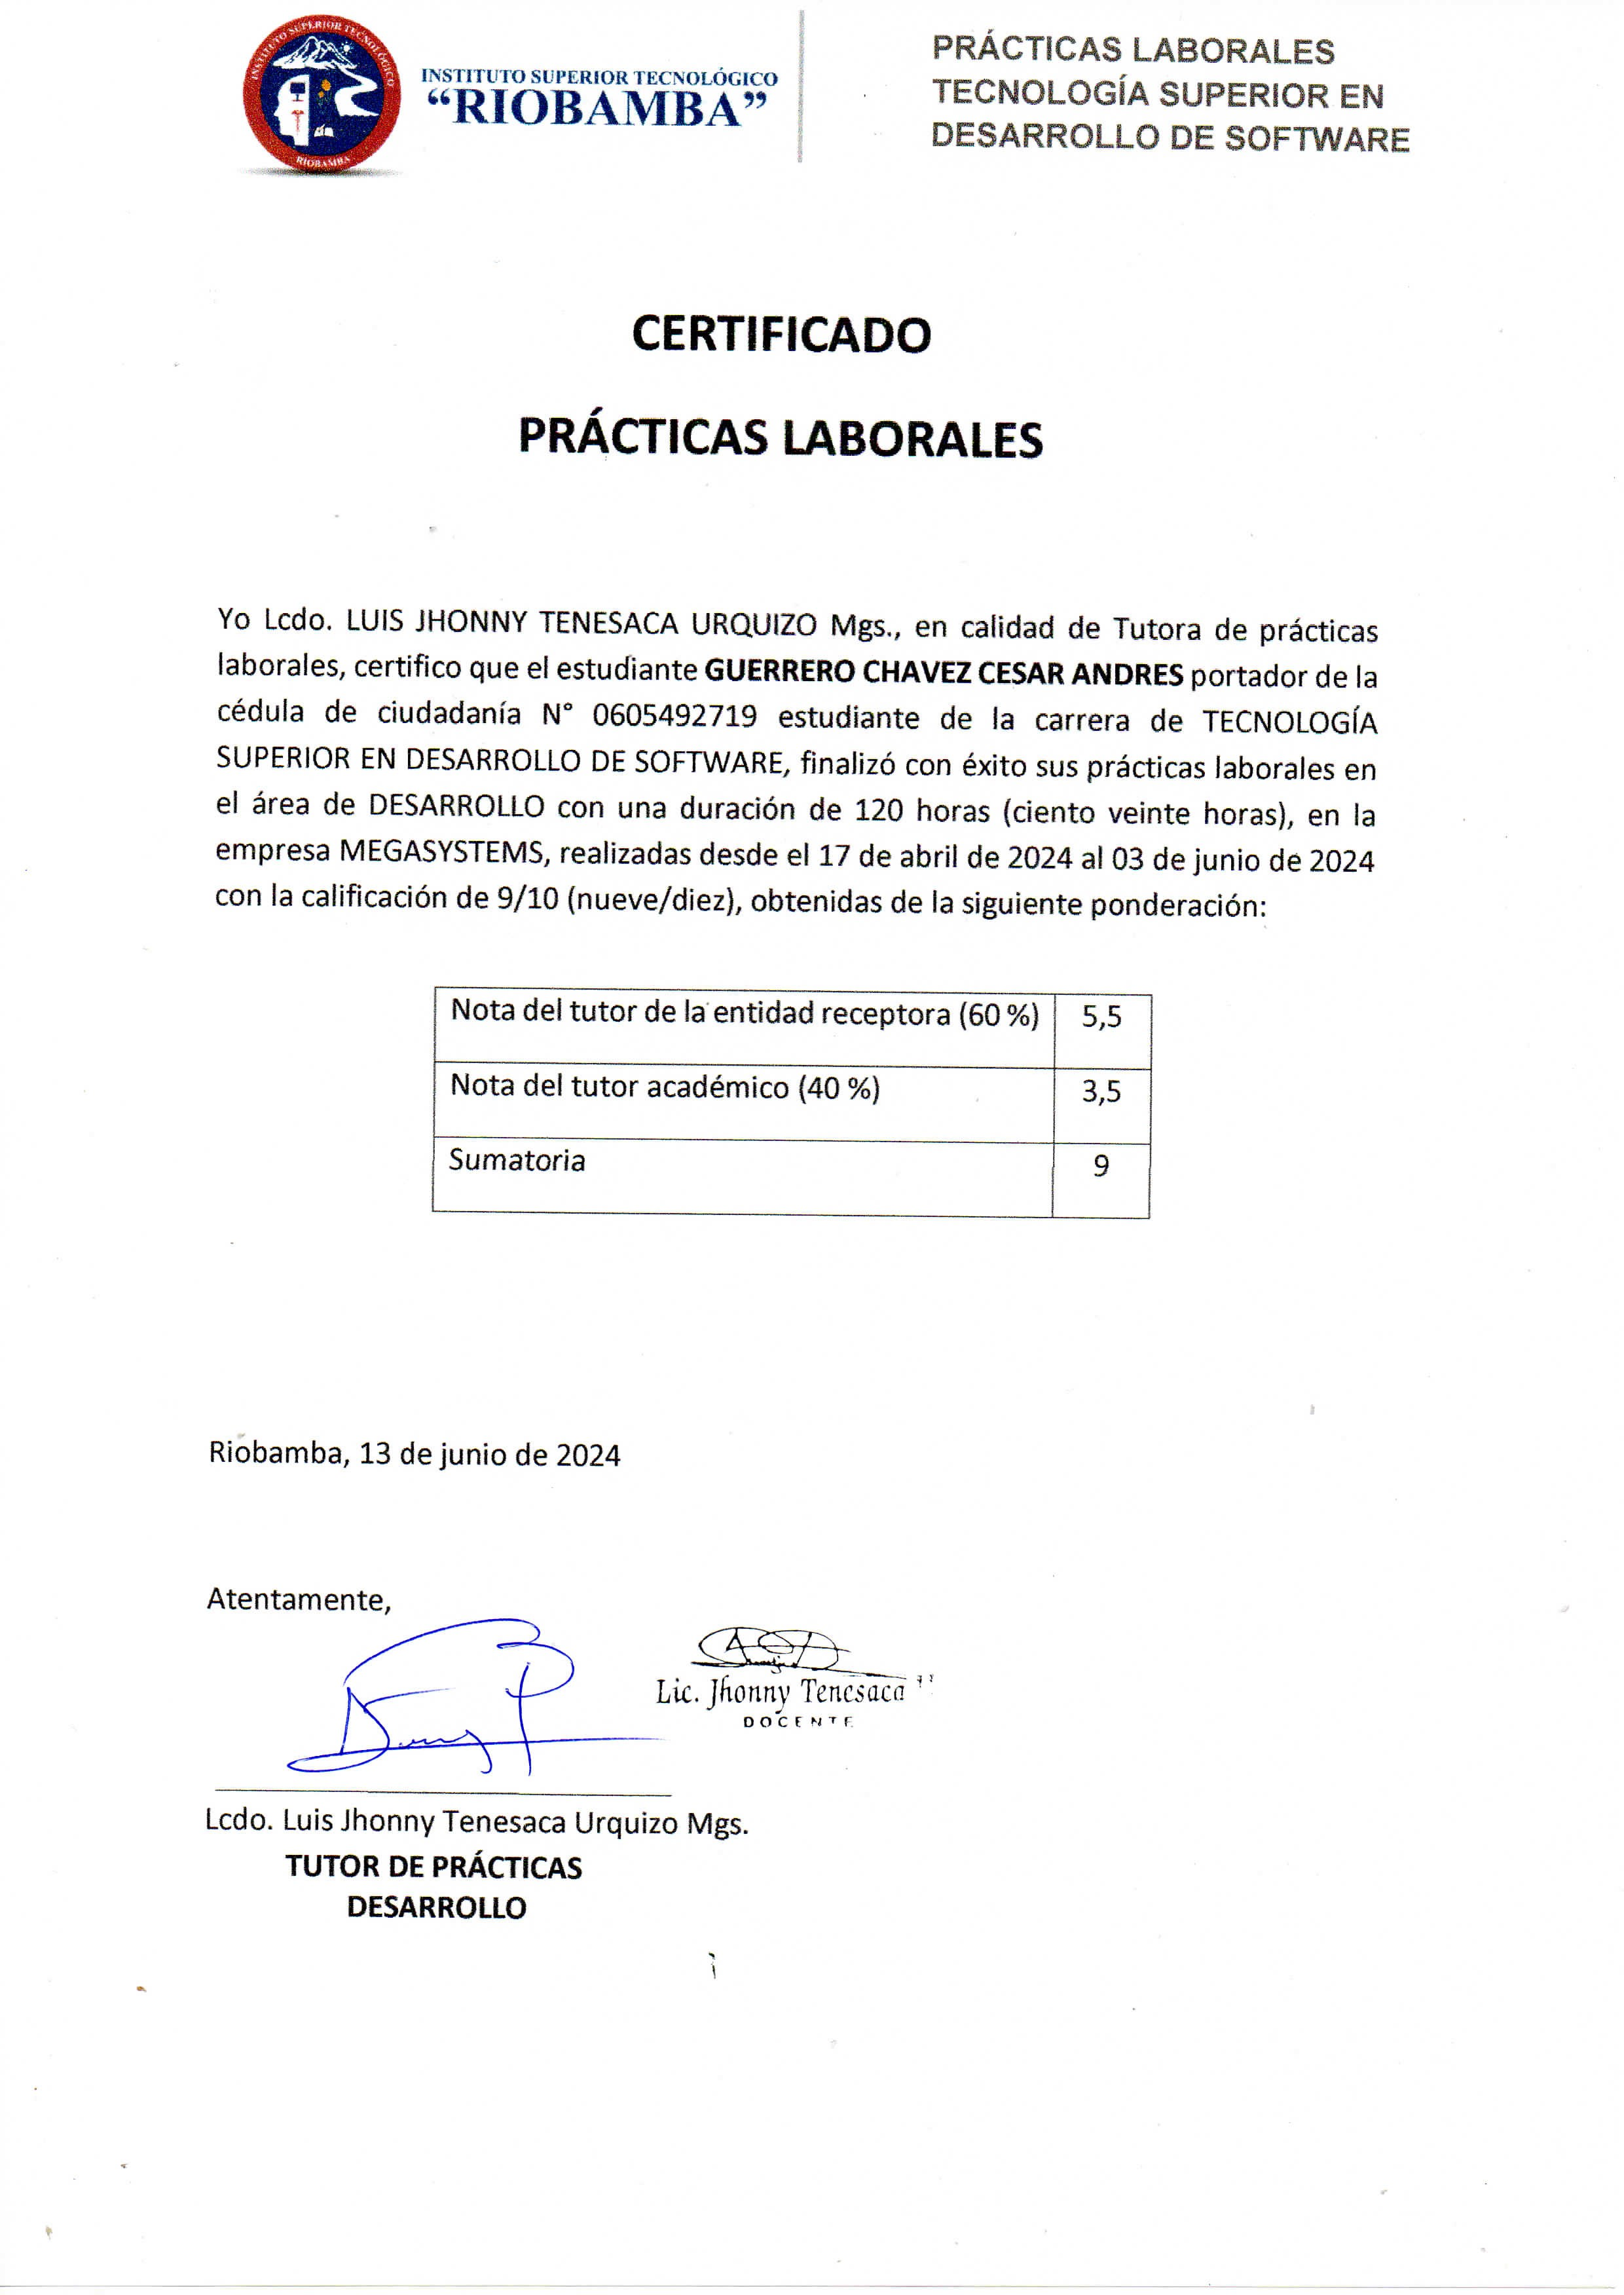 INSTITUTO SUPERIOR TECNOLÓGICO
RIOBAMBA
INSTITUTO SUPERIOR TECNOLÓGICO
“RIOBAMBA”
PRÁCTICAS LABORALES
TECNOLOGÍA SUPERIOR EN
DESARROLLO DE SOFTWARE
CERTIFICADO
PRÁCTICAS LABORALES
Yo Lcdo. LUIS JHONNY TENESACA URQUIZO Mgs., en calidad de Tutora de prácticas
laborales, certifico que el estudiante GUERRERO CHAVEZ CESAR ANDRES portador de la
cédula de ciudadanía N° 0605492719 estudiante de la carrera de TECNOLOGÍA
SUPERIOR EN DESARROLLO DE SOFTWARE, finalizó con éxito sus prácticas laborales en
el área de DESARROLLO con una duración de 120 horas (ciento veinte horas), en la
empresa MEGASYSTEMS, realizadas desde el 17 de abril de 2024 al 03 de junio de 2024
con la calificación de 9/10 (nueve/diez), obtenidas de la siguiente ponderación:
Nota del tutor de la entidad receptora (60 %) 5,5
Nota del tutor académico (40 %) 3,5
Sumatoria 9
Riobamba, 13 de junio de 2024
Atentamente,
Lic. Jhonny Tenesaca
DOCENTE
Lcdo. Luis Jhonny Tenesaca Urquizo Mgs.
TUTOR DE PRÁCTICAS
DESARROLLO